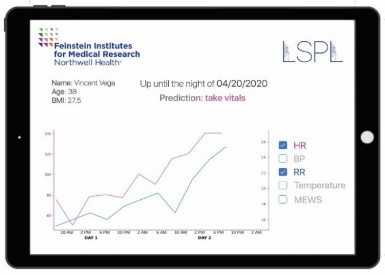 Feinstein Institutes
for Medical Research
Northwell Health®
LSPL
Name: Vincent Vega
Age: 38
BMI: 27.5
Up until the night of 04/20/2020
Prediction: take vitals
HR
BP
RR
Temperature
MEWS
10 AM 2 PM 6 PM 10 PM 2 AM 6 AM 10 AM 2 PM 6 PM 10 PM 2 AM
DAY 1 DAY 2